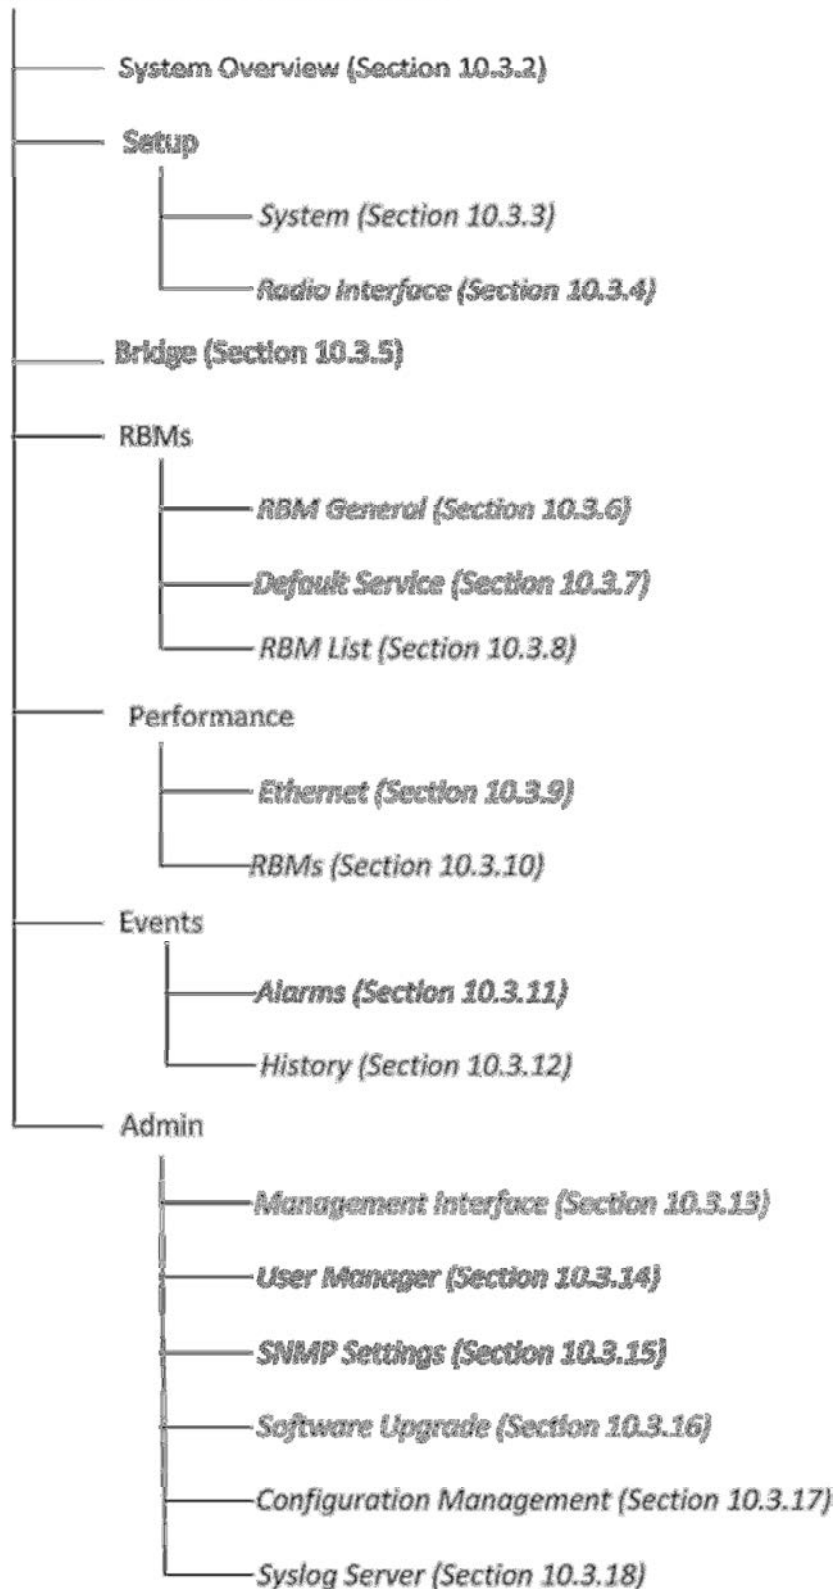 System Overview (Section 10.3.2)
Setup
System (Section 10.3.3)
Radio Interface (Section 10.3.4)
Bridge (Section 10.3.5)
RBMs
RBM General (Section 10.3.6)
Default Service (Section 10.3.7)
RBM List (Section 10.3.8)
Performance
Ethernet (Section 10.3.9)
RBMs (Section 10.3.10)
Events
Alarms (Section 10.3.11)
History (Section 10.3.12)
Admin
Management Interface (Section 10.3.13)
User Manager (Section 10.3.14)
SNMP Settings (Section 10.3.15)
Software Upgrade (Section 10.3.16)
Configuration Management (Section 10.3.17)
Syslog Server (Section 10.3.18)